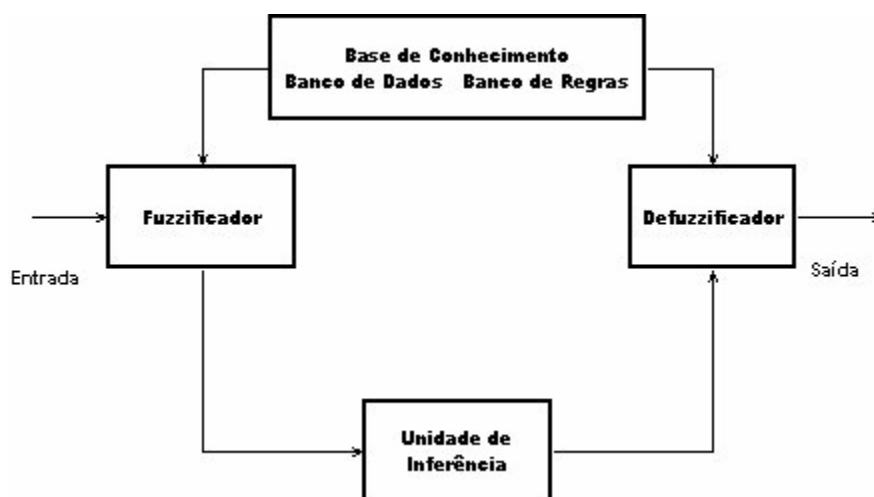 Base de Conhecimento
Banco de Dados Banco de Regras
Fuzzificador
Defuzzificador
Entrada
Saída
Unidade de
Inferência